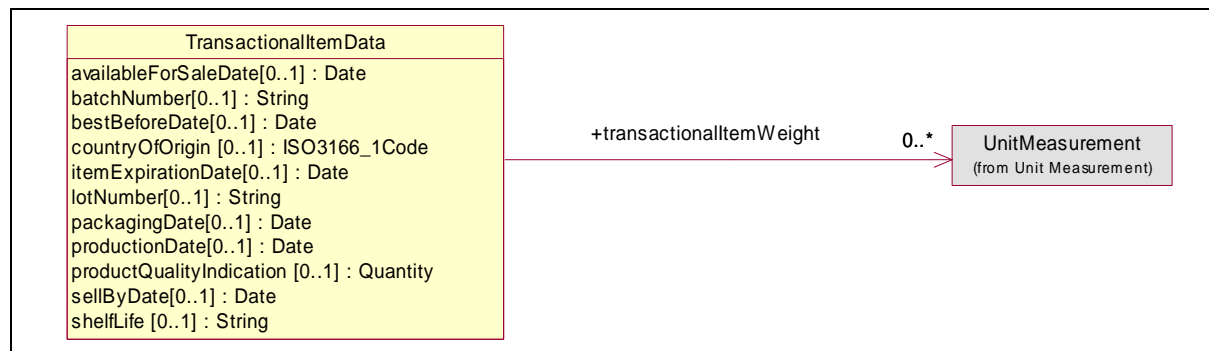 TransactionalItemData
availableForSaleDate[0..1] : Date
batchNumber[0..1] : String
bestBeforeDate[0..1] : Date
countryOfOrigin [0..1] : ISO3166_1Code
itemExpirationDate[0..1] : Date
lotNumber[0..1] : String
packagingDate[0..1] : Date
productionDate[0..1] : Date
productQualityIndication [0..1] : Quantity
sellByDate[0..1] : Date
shelfLife [0..1] : String
+transactionalItemWeight
0..*
UnitMeasurement
(from Unit Measurement)